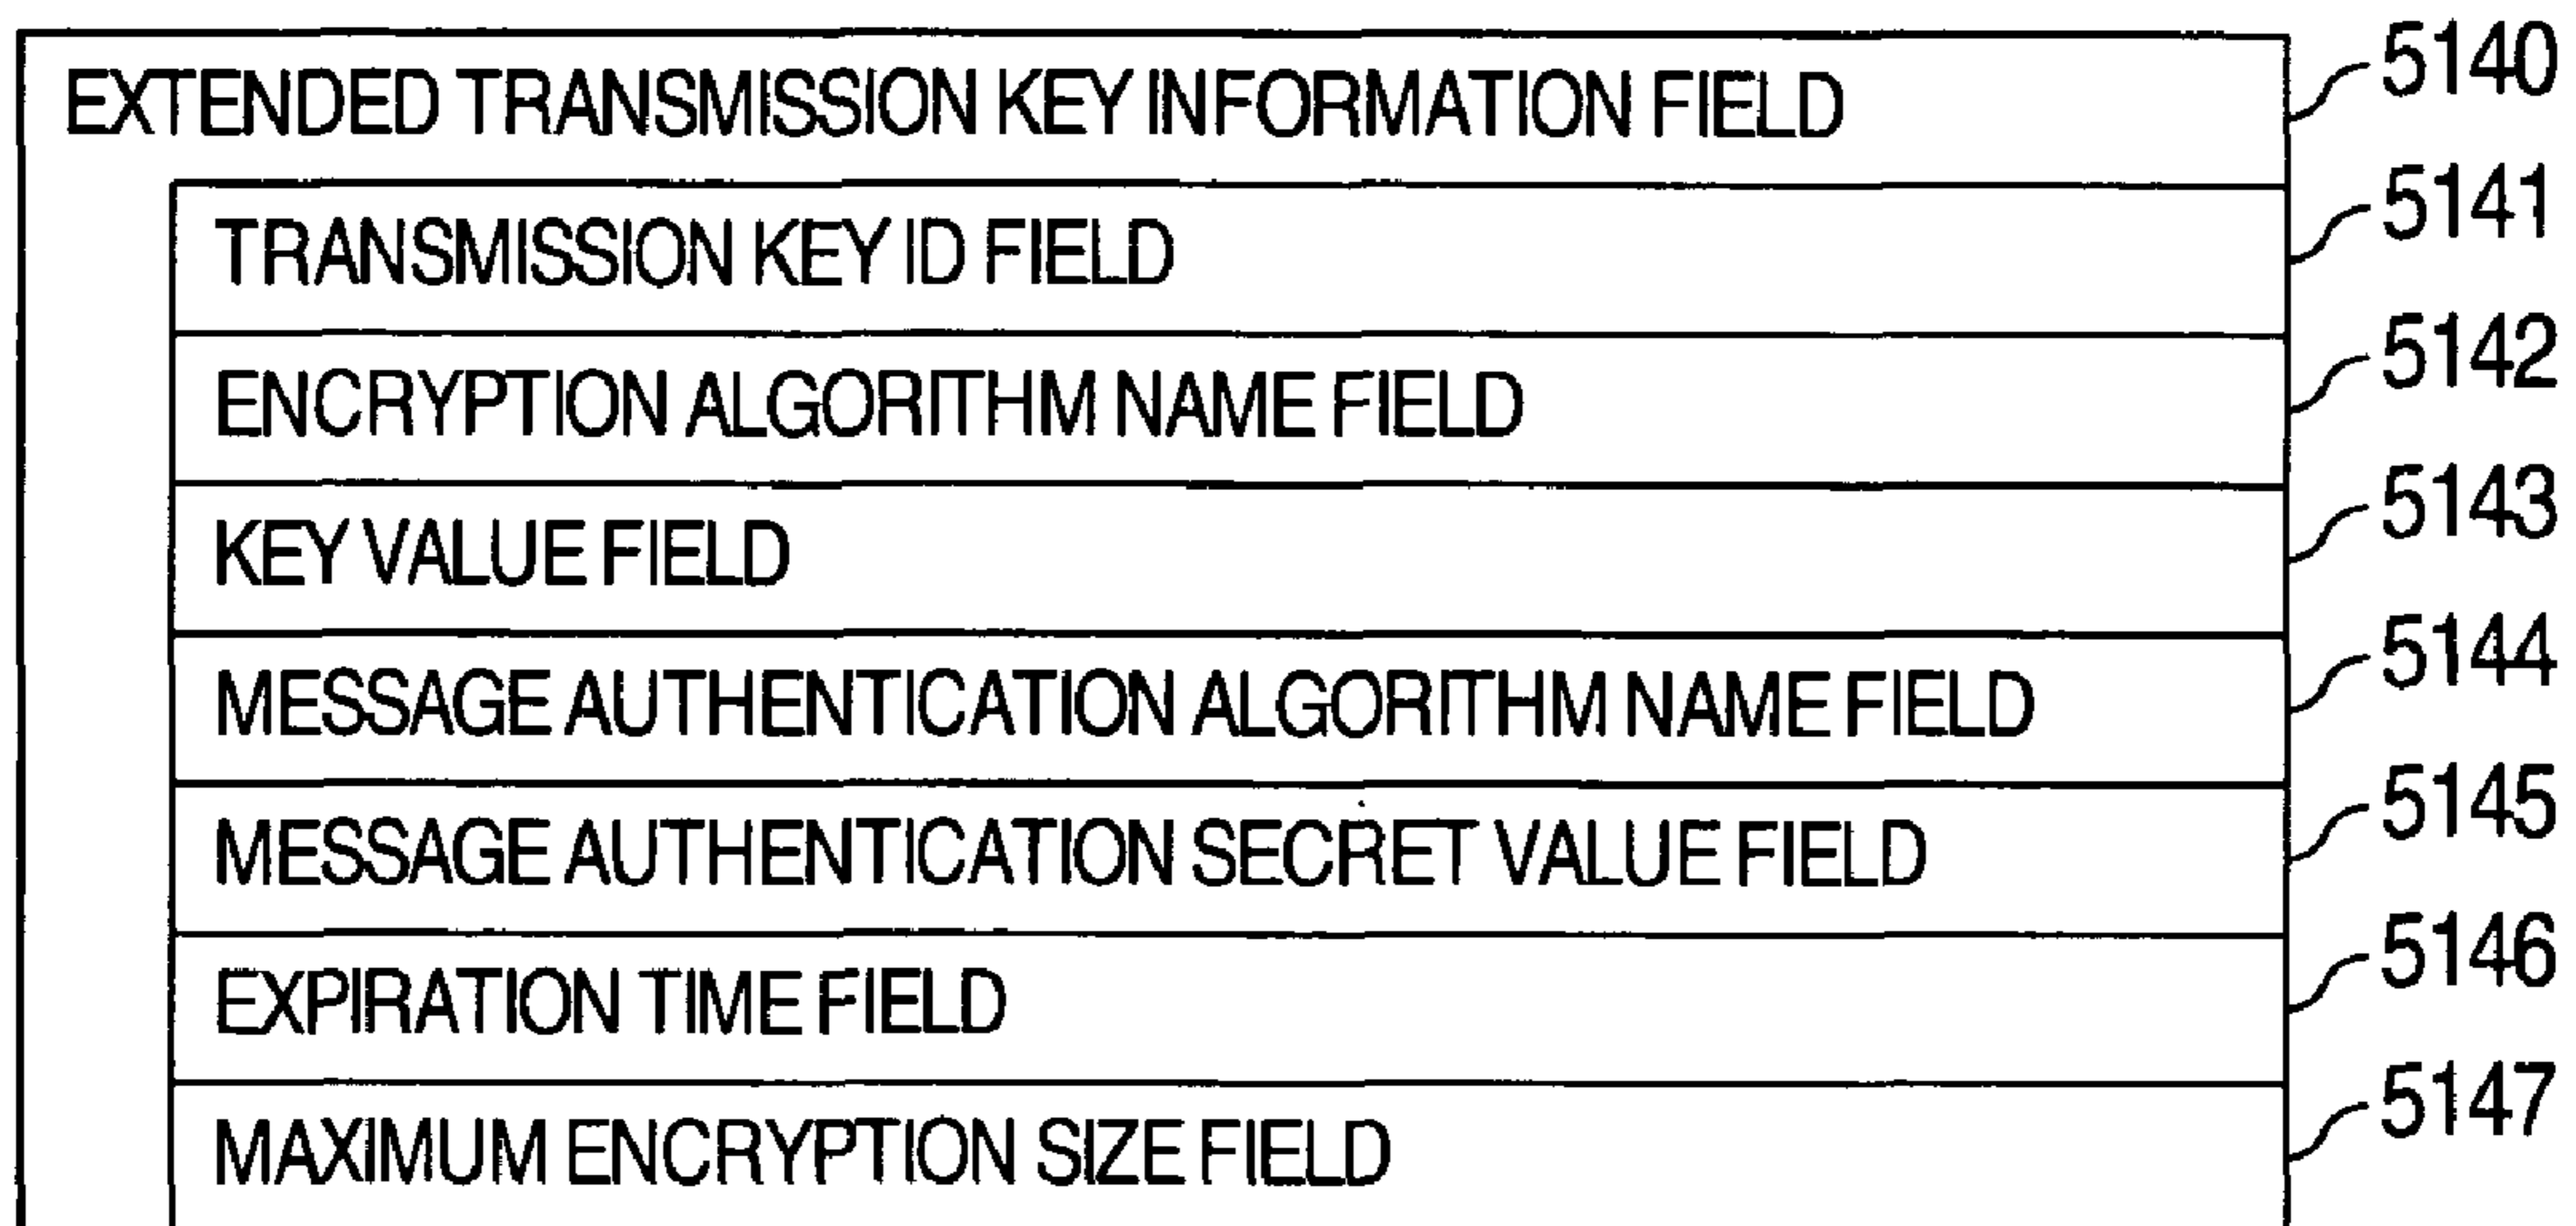 EXTENDED TRANSMISSION KEY INFORMATION FIELD 5140
TRANSMISSION KEY ID FIELD 5141
ENCRYPTION ALGORITHM NAME FIELD 5142
KEY VALUE FIELD 5143
MESSAGE AUTHENTICATION ALGORITHM NAME FIELD 5144
MESSAGE AUTHENTICATION SECRET VALUE FIELD 5145
EXPIRATION TIME FIELD 5146
MAXIMUM ENCRYPTION SIZE FIELD 5147